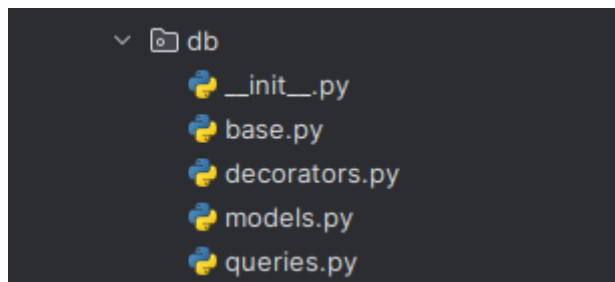 db
__init__.py
base.py
decorators.py
models.py
queries.py